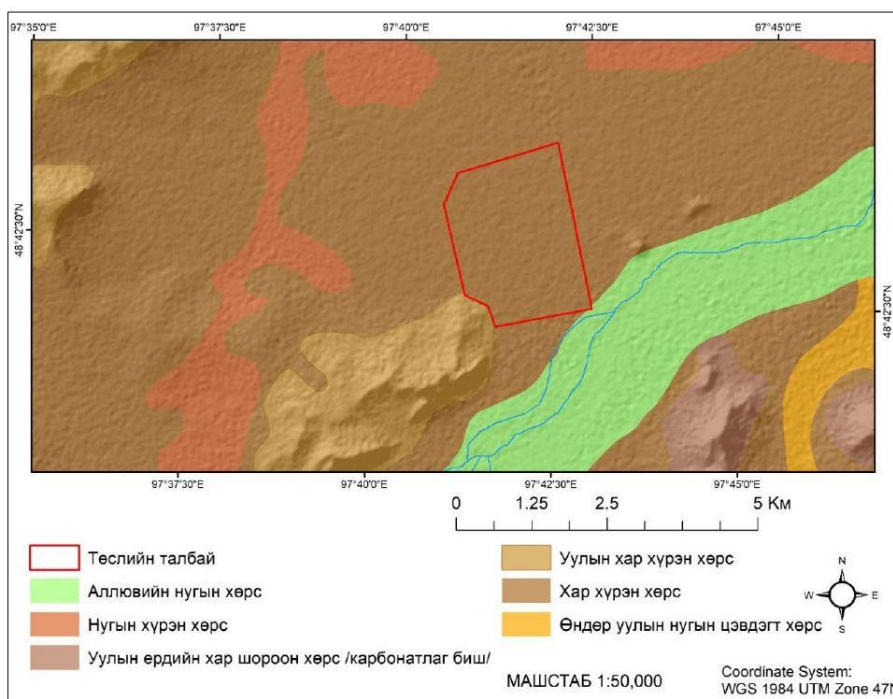 97°35'0"E 97°37'30"E 97°40'0"E 97°42'30"E 97°45'0"E
48°42'30"N
48°42'30"N
97°37'30"E 97°40'0"E 97°42'30"E 97°45'0"E
0 1.25 2.5 5 Км
Төслийн талбай
Аллювийн нугын хөрс
Нугын хүрэн хөрс
Уулын ердийн хар шороон хөрс /карбонатлаг биш/
Уулын хар хүрэн хөрс
Хар хүрэн хөрс
Өндөр уулын нугын цэвдэгт хөрс
N
W E
S
МАШСТАБ 1:50,000
Coordinate System:
WGS 1984 UTM Zone 47N